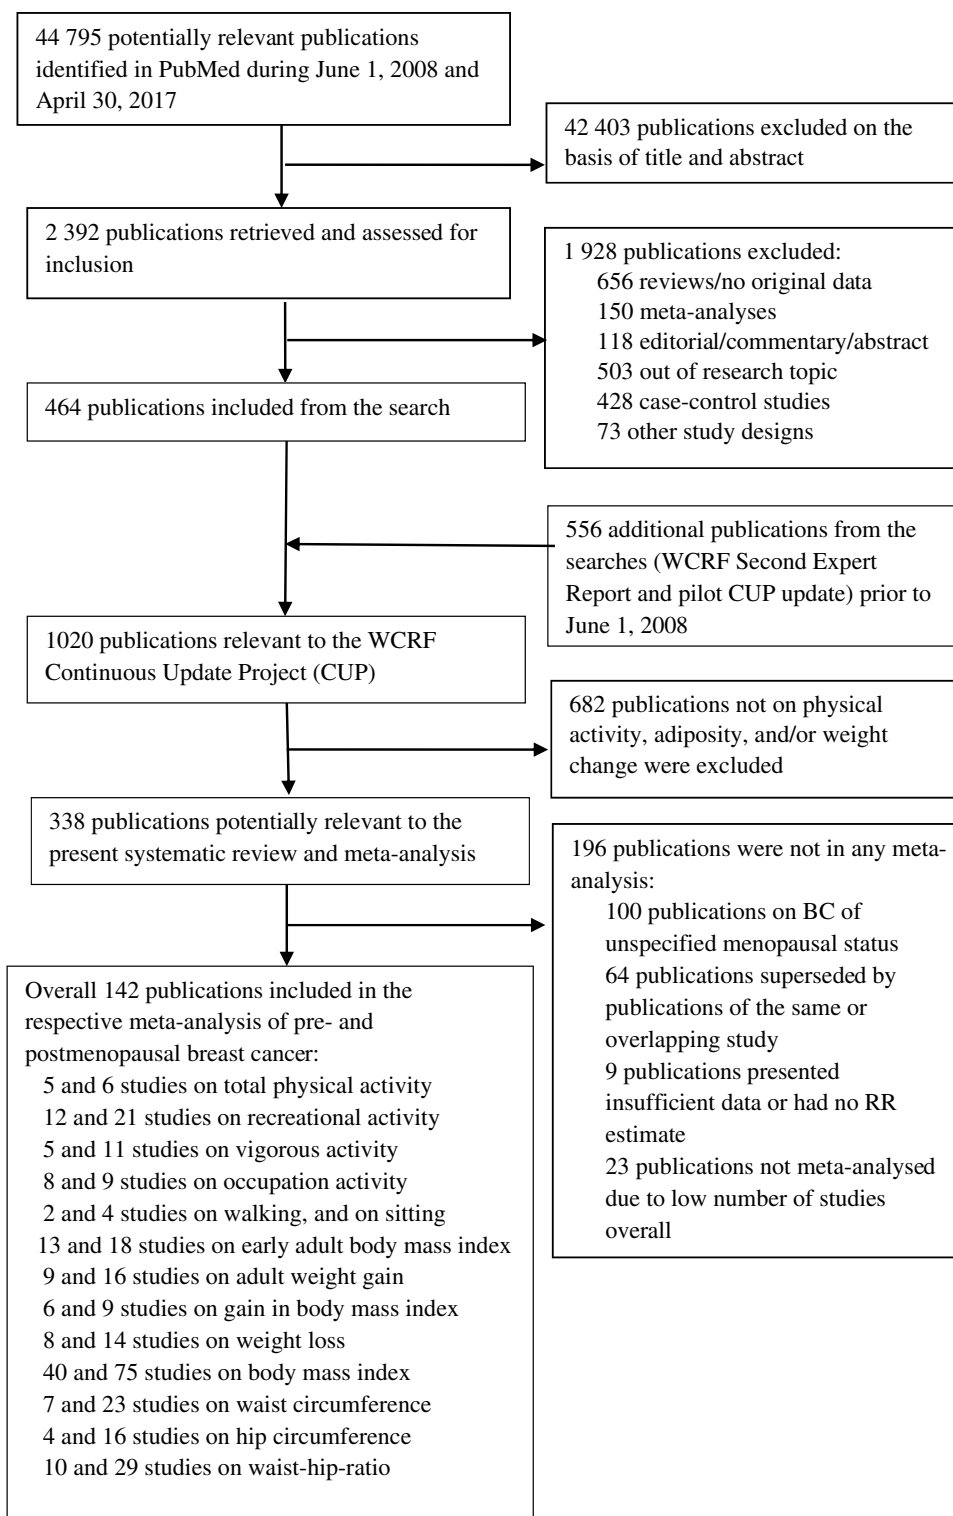 44 795 potentially relevant publications
identified in PubMed during June 1, 2008 and
April 30, 2017
42 403 publications excluded on the
basis of title and abstract
2 392 publications retrieved and assessed for
inclusion
1 928 publications excluded:
656 reviews/no original data
150 meta-analyses
118 editorial/commentary/abstract
503 out of research topic
428 case-control studies
73 other study designs
464 publications included from the search
556 additional publications from the
searches (WCRF Second Expert
Report and pilot CUP update) prior to
June 1, 2008
1020 publications relevant to the WCRF
Continuous Update Project (CUP)
682 publications not on physical
activity, adiposity, and/or weight
change were excluded
338 publications potentially relevant to the
present systematic review and meta-analysis
196 publications were not in any meta-
analysis:
100 publications on BC of
unspecified menopausal status
64 publications superseded by
publications of the same or
overlapping study
9 publications presented
insufficient data or had no RR
estimate
23 publications not meta-analysed
due to low number of studies
overall
Overall 142 publications included in the
respective meta-analysis of pre- and
postmenopausal breast cancer:
5 and 6 studies on total physical activity
12 and 21 studies on recreational activity
5 and 11 studies on vigorous activity
8 and 9 studies on occupation activity
2 and 4 studies on walking, and on sitting
13 and 18 studies on early adult body mass index
9 and 16 studies on adult weight gain
6 and 9 studies on gain in body mass index
8 and 14 studies on weight loss
40 and 75 studies on body mass index
7 and 23 studies on waist circumference
4 and 16 studies on hip circumference
10 and 29 studies on waist-hip-ratio